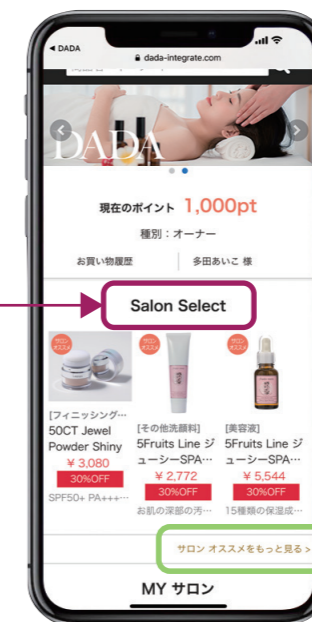 DADA
dada-integrate.com
DADA
現在のポイント 1,000pt
種別：オーナー
お買い物履歴 多田あいこ 様
Salon Select
サロン
オススメ
サロン
オススメ
サロン
オススメ
[フィニッシング…
50CT Jewel
Powder Shiny
¥ 3,080
30%OFF
SPF50+ PA+++…
[その他洗顔料]
5Fruits Line ジ
ューシーSPA…
¥ 2,772
30%OFF
お肌の深部の汚…
[美容液]
5Fruits Line ジ
ューシーSPA…
¥ 5,544
30%OFF
15種類の保湿成…
サロン オススメをもっと見る >
MY サロン